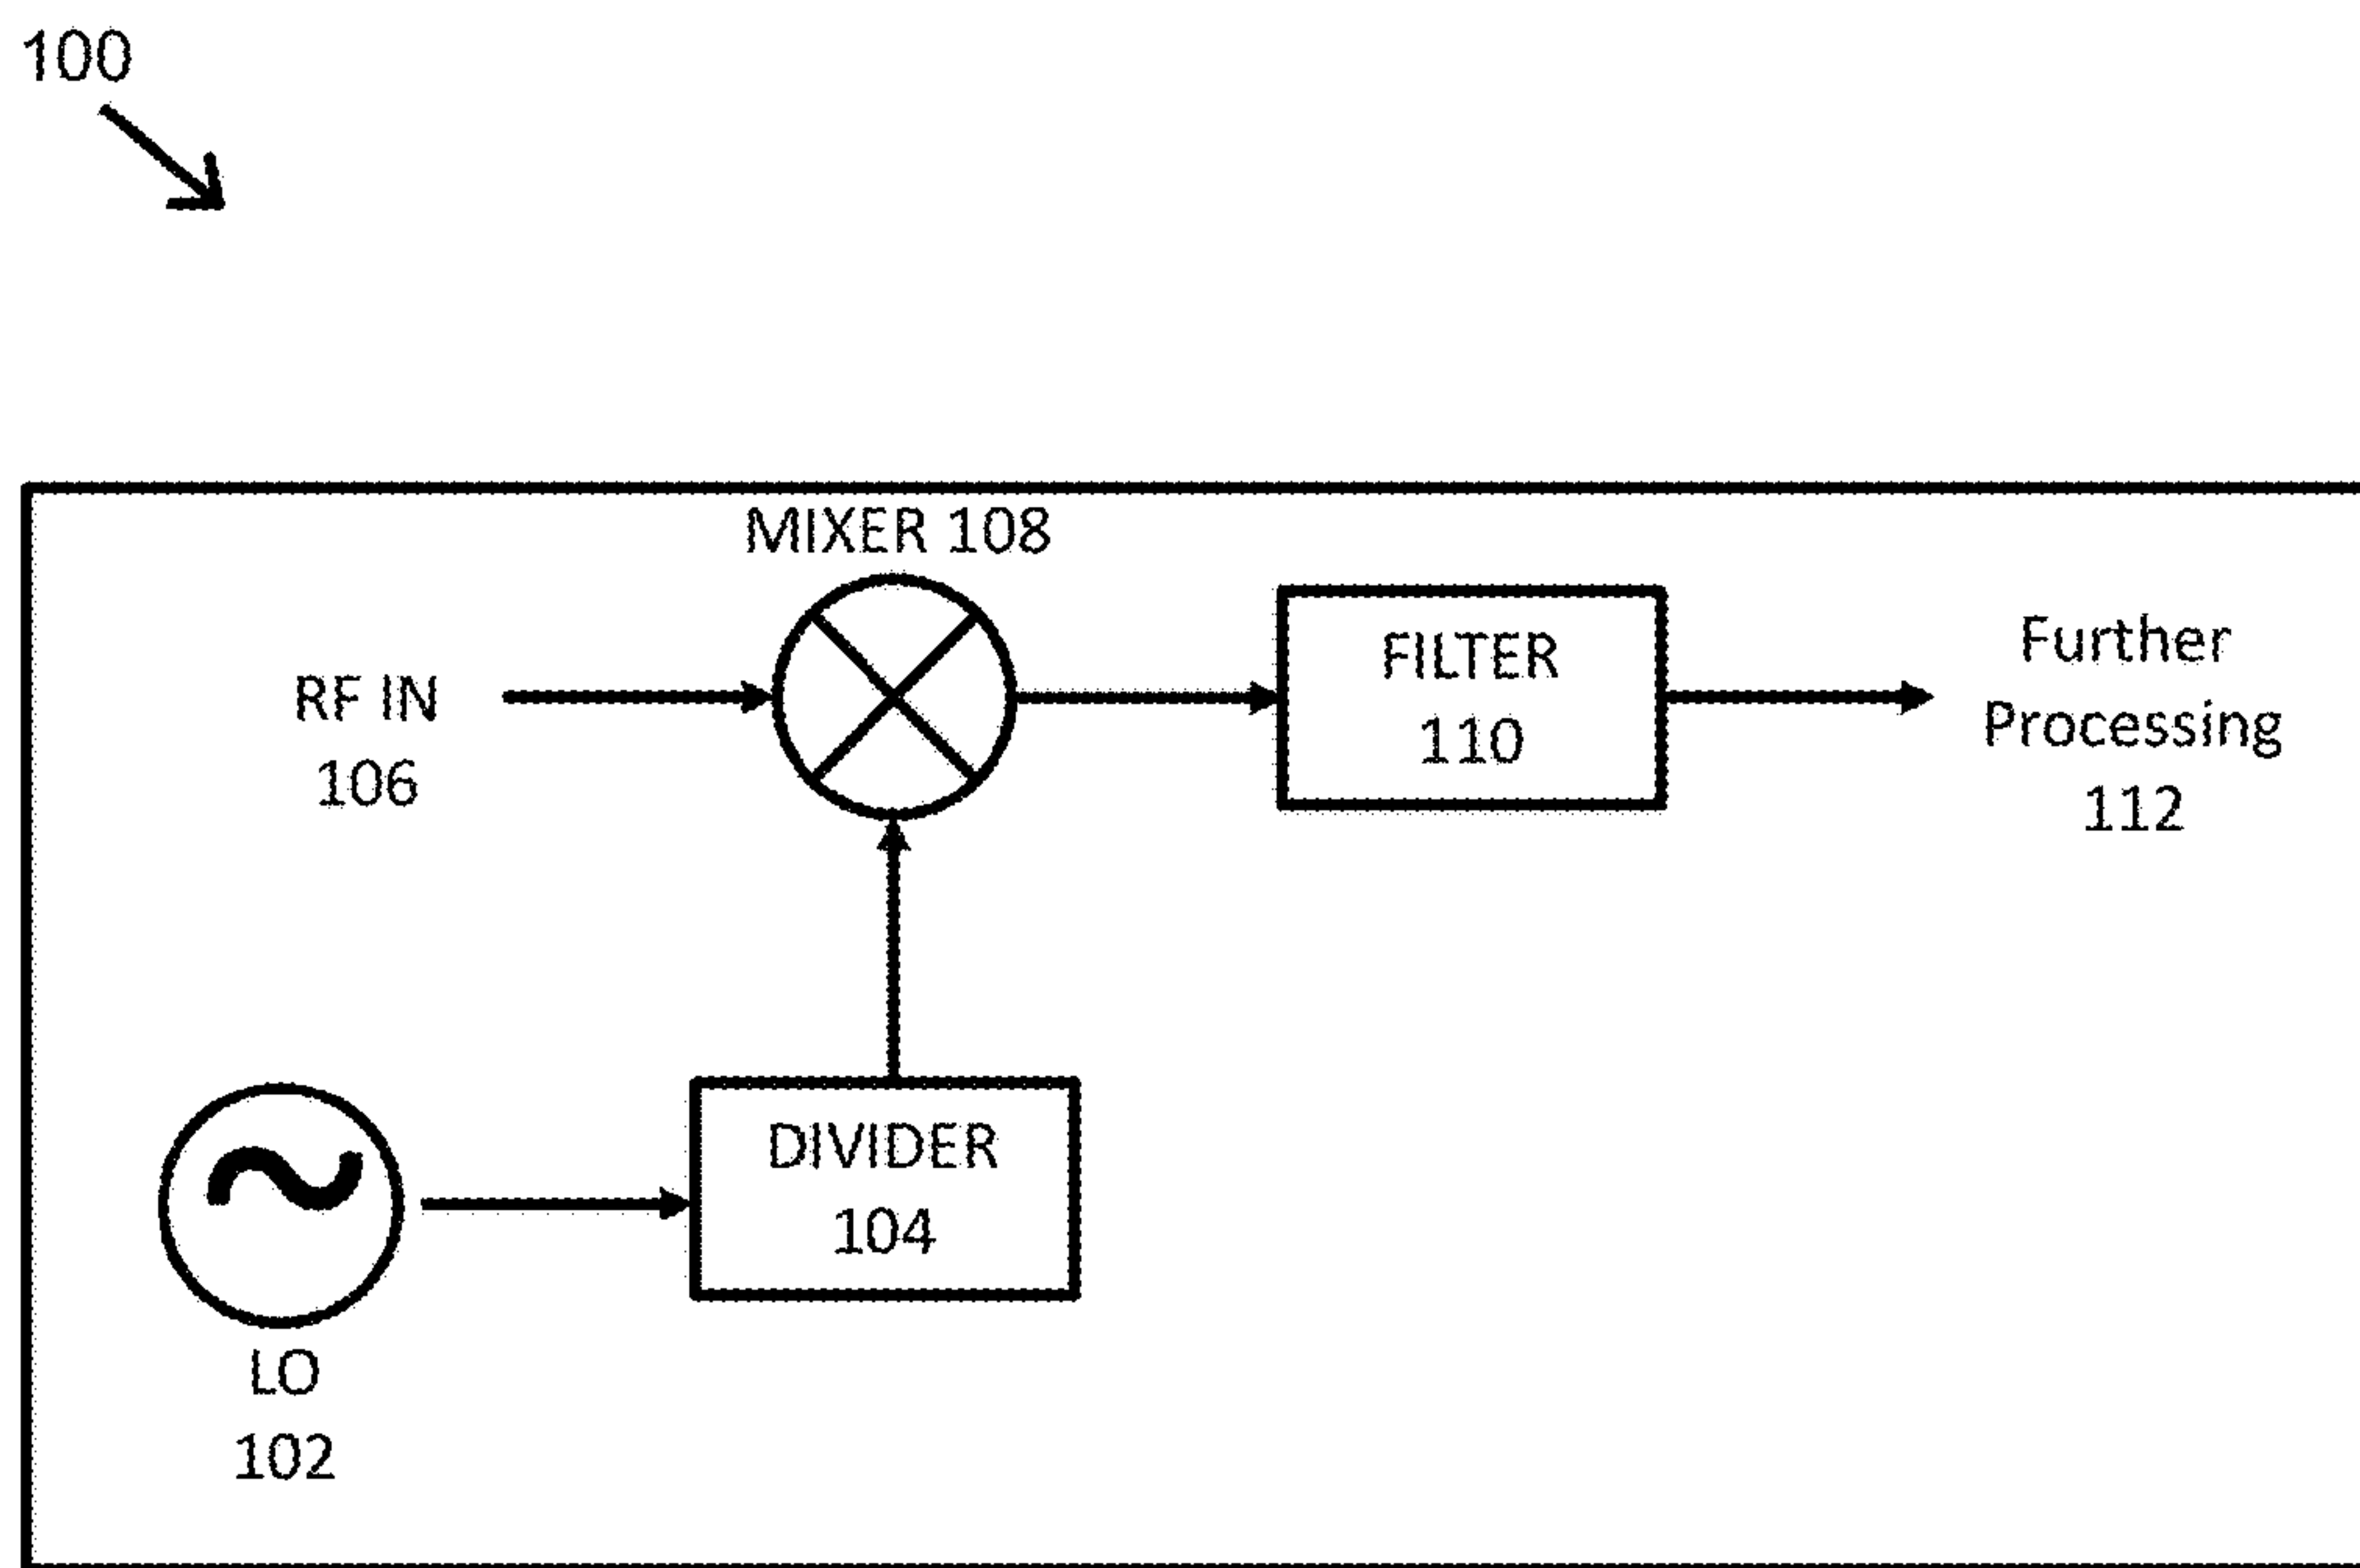 100
MIXER 108
RF IN
106
FILTER
110
Further
Processing
112
DIVIDER
104
LO
102